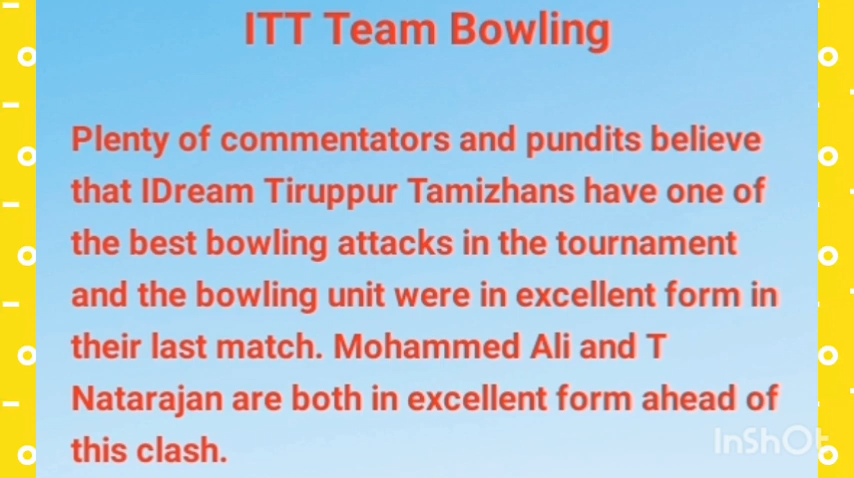 ITT Team Bowling
Plenty of commentators and pundits believe
that IDream Tiruppur Tamizhans have one of
the best bowling attacks in the tournament
and the bowling unit were in excellent form in
their last match. Mohammed Ali and T
Natarajan are both in excellent form ahead of
this clash.
InShOt